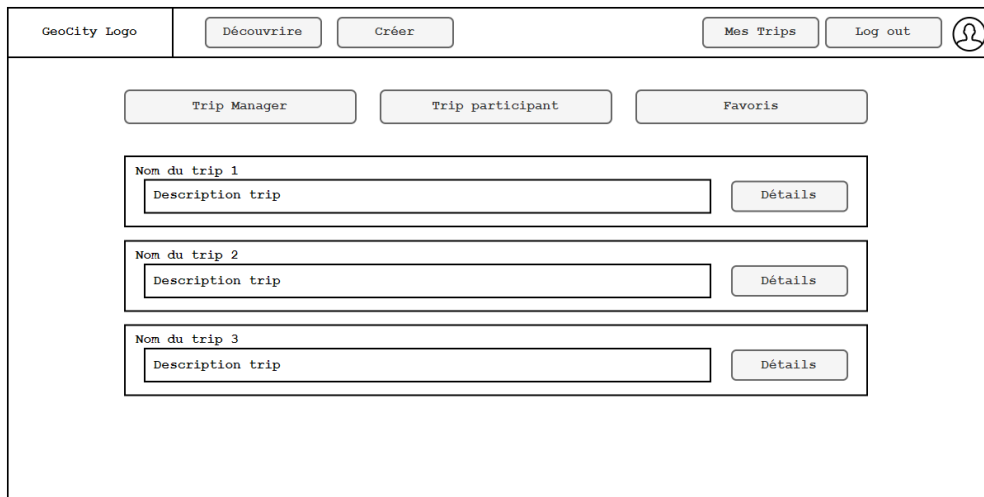 GeoCity Logo
Découvrire
Créer
Mes Trips
Log out
Trip Manager
Trip participant
Favoris
Nom du trip 1
Description trip
Détails
Nom du trip 2
Description trip
Détails
Nom du trip 3
Description trip
Détails